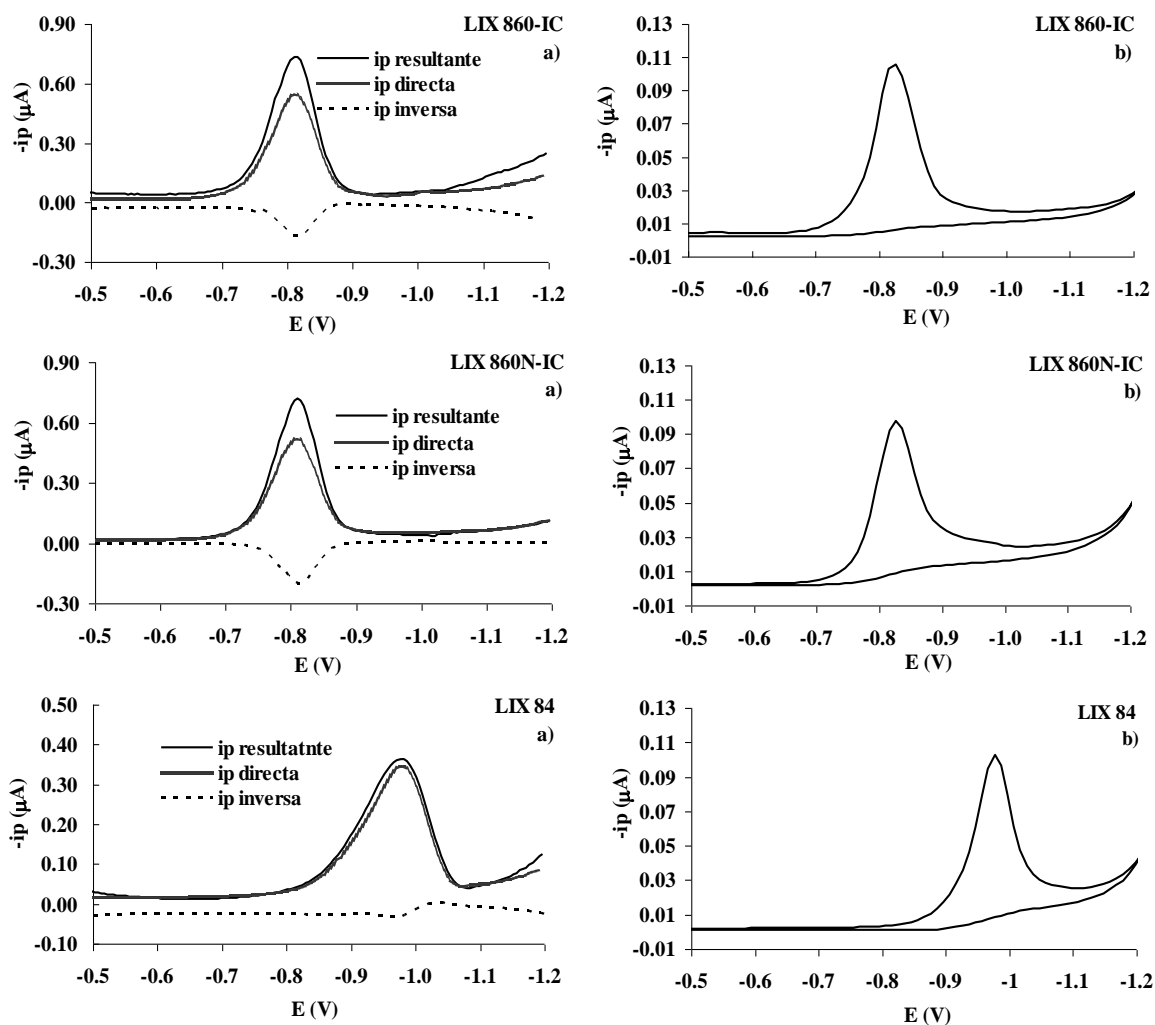 LIX 860-IC
a)
0.90
0.60
0.30
0.00
-0.30
-ip (µA)
ip resultante
ip directa
ip inversa
-0.5 -0.6 -0.7 -0.8 -0.9 -1.0 -1.1 -1.2
E (V)
LIX 860-IC
b)
0.13
0.11
0.09
0.07
0.05
0.03
0.01
-0.01
-ip (µA)
-0.5 -0.6 -0.7 -0.8 -0.9 -1 -1.1 -1.2
E (V)
LIX 860N-IC
a)
0.90
0.60
0.30
0.00
-0.30
-ip (µA)
ip resultante
ip directa
ip inversa
-0.5 -0.6 -0.7 -0.8 -0.9 -1.0 -1.1 -1.2
E (V)
LIX 860N-IC
b)
0.13
0.11
0.09
0.07
0.05
0.03
0.01
-0.01
-ip (µA)
-0.5 -0.6 -0.7 -0.8 -0.9 -1 -1.1 -1.2
E (V)
LIX 84
a)
0.50
0.40
0.30
0.20
0.10
0.00
-0.10
-ip (µA)
ip resultatnte
ip directa
ip inversa
-0.5 -0.6 -0.7 -0.8 -0.9 -1.0 -1.1 -1.2
E (V)
LIX 84
b)
0.13
0.11
0.09
0.07
0.05
0.03
0.01
-0.01
-ip (µA)
-0.5 -0.6 -0.7 -0.8 -0.9 -1 -1.1 -1.2
E (V)